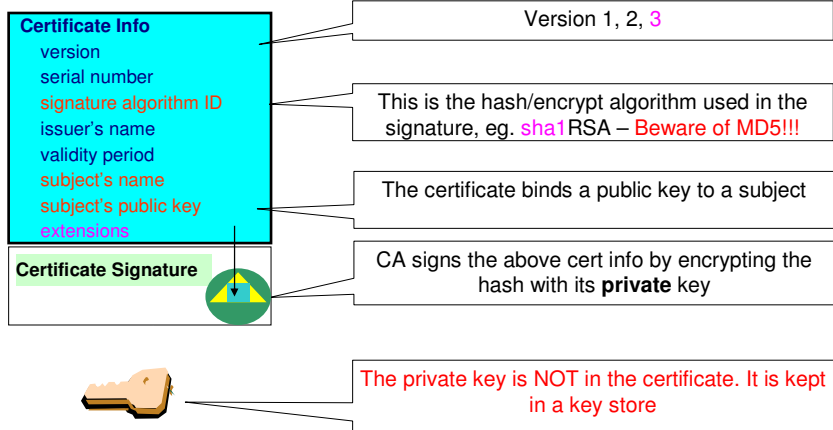 Certificate Info
version
serial number
signature algorithm ID
issuer's name
validity period
subject's name
subject's public key
extensions
Certificate Signature
Version 1, 2, 3
This is the hash/encrypt algorithm used in the
signature, eg. sha1RSA – Beware of MD5!!!
The certificate binds a public key to a subject
CA signs the above cert info by encrypting the
hash with its private key
The private key is NOT in the certificate. It is kept
in a key store